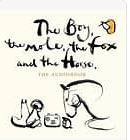 The Boy,
the mole, the fox
and the Horse.
THE AUDIOBOOK